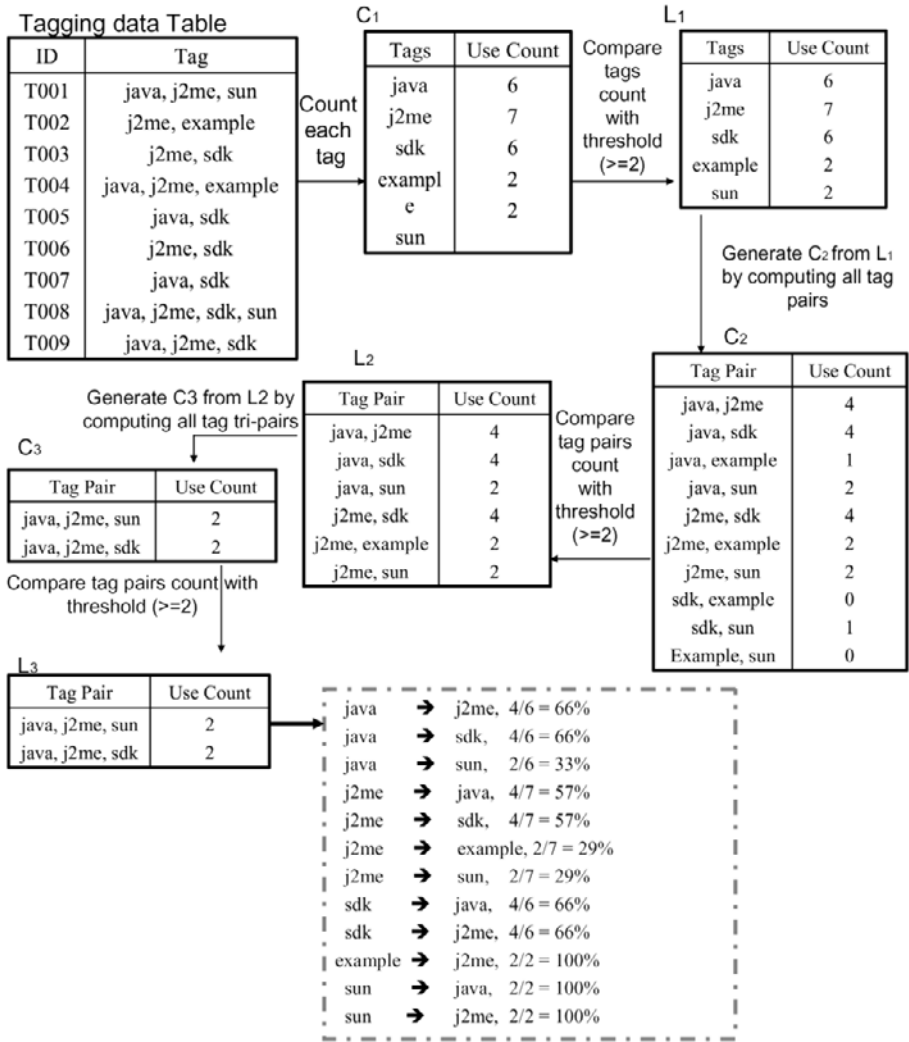 Tagging data Table
ID Tag
T001 java, j2me, sun
T002 j2me, example
T003 j2me, sdk
T004 java, j2me, example
T005 java, sdk
T006 j2me, sdk
T007 java, sdk
T008 java, j2me, sdk, sun
T009 java, j2me, sdk
Count
each
tag
C1
Tags Use Count
java 6
j2me 7
sdk 6
exampl 2
e 2
sun
Compare
tags
count
with
threshold
(>=2)
L1
Tags Use Count
java 6
j2me 7
sdk 6
example 2
sun 2
Generate C2 from L1
by computing all tag
pairs
C2
Tag Pair Use Count
java, j2me 4
java, sdk 4
java, example 1
java, sun 2
j2me, sdk 4
j2me, example 2
j2me, sun 2
sdk, example 0
sdk, sun 1
Example, sun 0
Compare
tag pairs
count
with
threshold
(>=2)
L2
Tag Pair Use Count
java, j2me 4
java, sdk 4
java, sun 2
j2me, sdk 4
j2me, example 2
j2me, sun 2
Generate C3 from L2 by
computing all tag tri-pairs
C3
Tag Pair Use Count
java, j2me, sun 2
java, j2me, sdk 2
Compare tag pairs count with
threshold (>=2)
L3
Tag Pair Use Count
java, j2me, sun 2
java, j2me, sdk 2
java ➔ j2me, 4/6 = 66%
java ➔ sdk, 4/6 = 66%
java ➔ sun, 2/6 = 33%
j2me ➔ java, 4/7 = 57%
j2me ➔ sdk, 4/7 = 57%
j2me ➔ example, 2/7 = 29%
j2me ➔ sun, 2/7 = 29%
sdk ➔ java, 4/6 = 66%
sdk ➔ j2me, 4/6 = 66%
example ➔ j2me, 2/2 = 100%
sun ➔ java, 2/2 = 100%
sun ➔ j2me, 2/2 = 100%